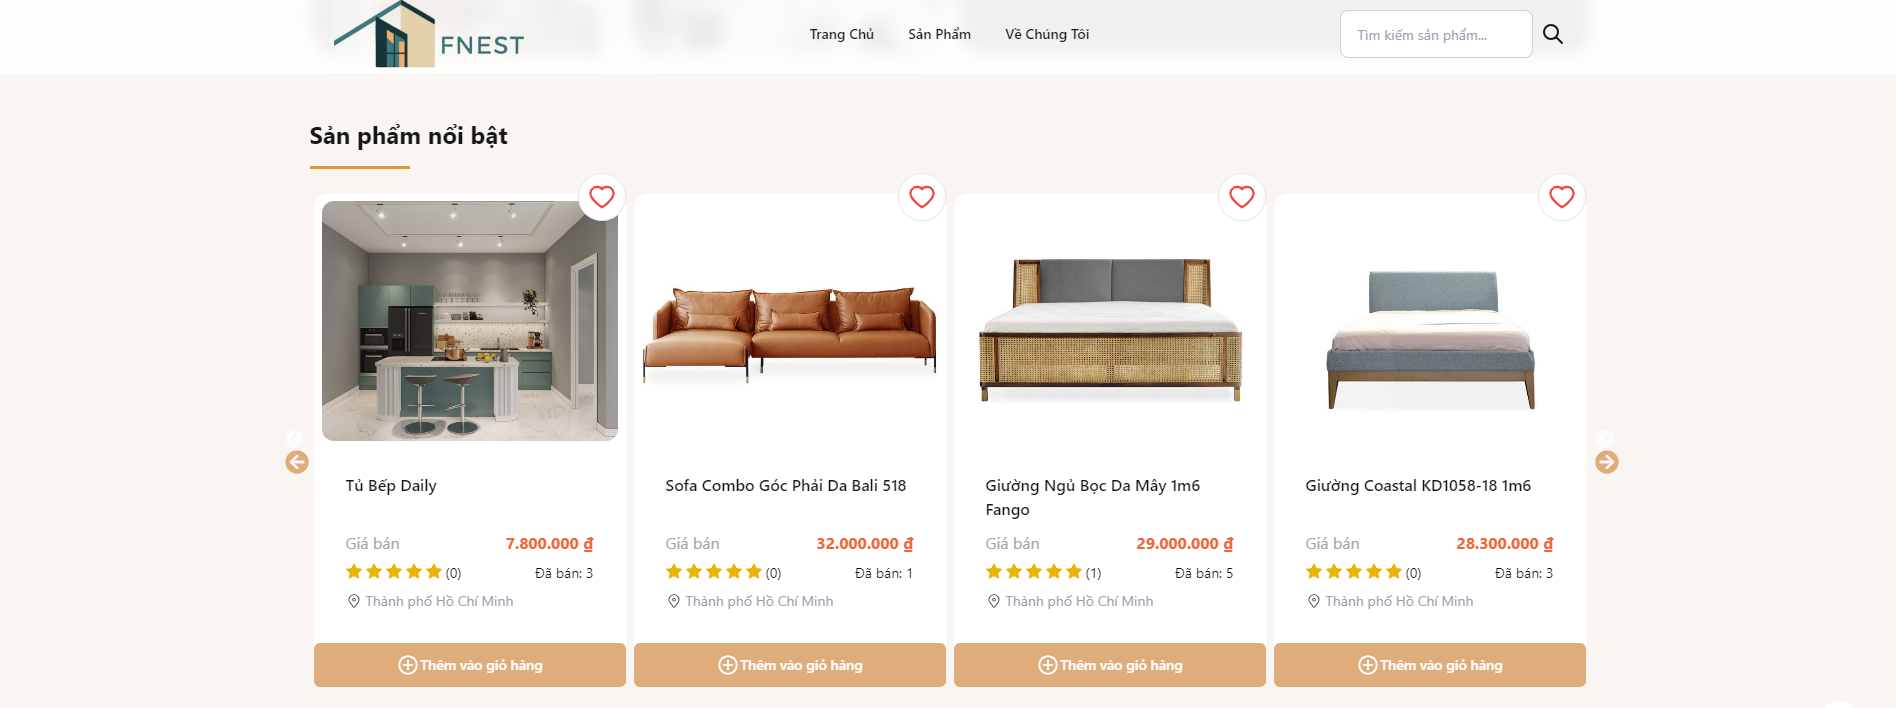 FNEST
Trang Chủ
Sản Phẩm
Về Chúng Tôi
Tìm kiếm sản phẩm...
Sản phẩm nổi bật
Tủ Bếp Daily
Giá bán 7.800.000 ₫
(0) Đã bán: 3
Thành phố Hồ Chí Minh
Thêm vào giỏ hàng
Sofa Combo Góc Phải Da Bali 518
Giá bán 32.000.000 ₫
(0) Đã bán: 1
Thành phố Hồ Chí Minh
Thêm vào giỏ hàng
Giường Ngủ Bọc Da Mây 1m6
Fango
Giá bán 29.000.000 ₫
(1) Đã bán: 5
Thành phố Hồ Chí Minh
Thêm vào giỏ hàng
Giường Coastal KD1058-18 1m6
Giá bán 28.300.000 ₫
(0) Đã bán: 3
Thành phố Hồ Chí Minh
Thêm vào giỏ hàng